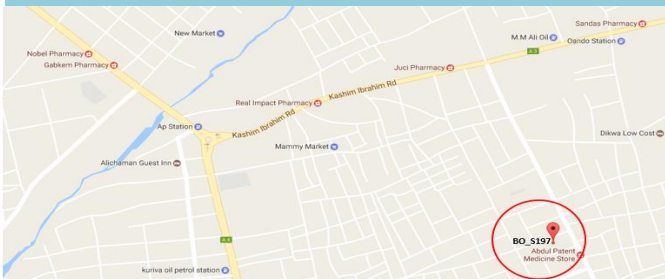 Sandas Pharmacy
New Market
M.M Ali Oil
Oando Station
Nobel Pharmacy
A 3
Gabkem Pharmacy
Juci Pharmacy
Kashim Ibrahim Rd
Real Impact Pharmacy
Kashim Ibrahim Rd
Ap Station
Dikwa Low Cost
Mammy Market
Alichaman Guest Inn
A 4
BO_S197
Abdul Patent
Medicine Store
kuriva oil petrol station